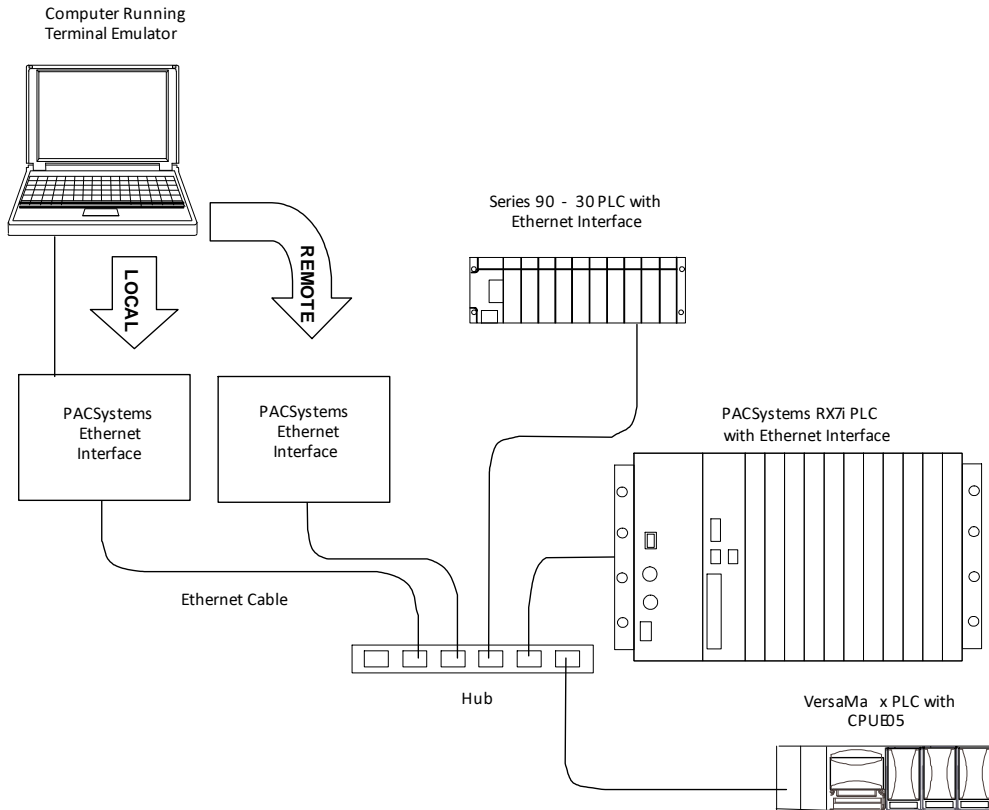 Computer Running
Terminal Emulator
Series 90 - 30 PLC with
Ethernet Interface
LOCAL
REMOTE
PACSystems
Ethernet
Interface
PACSystems
Ethernet
Interface
PACSystems RX7i PLC
with Ethernet Interface
Ethernet Cable
Hub
VersaMa x PLC with
CPUE05